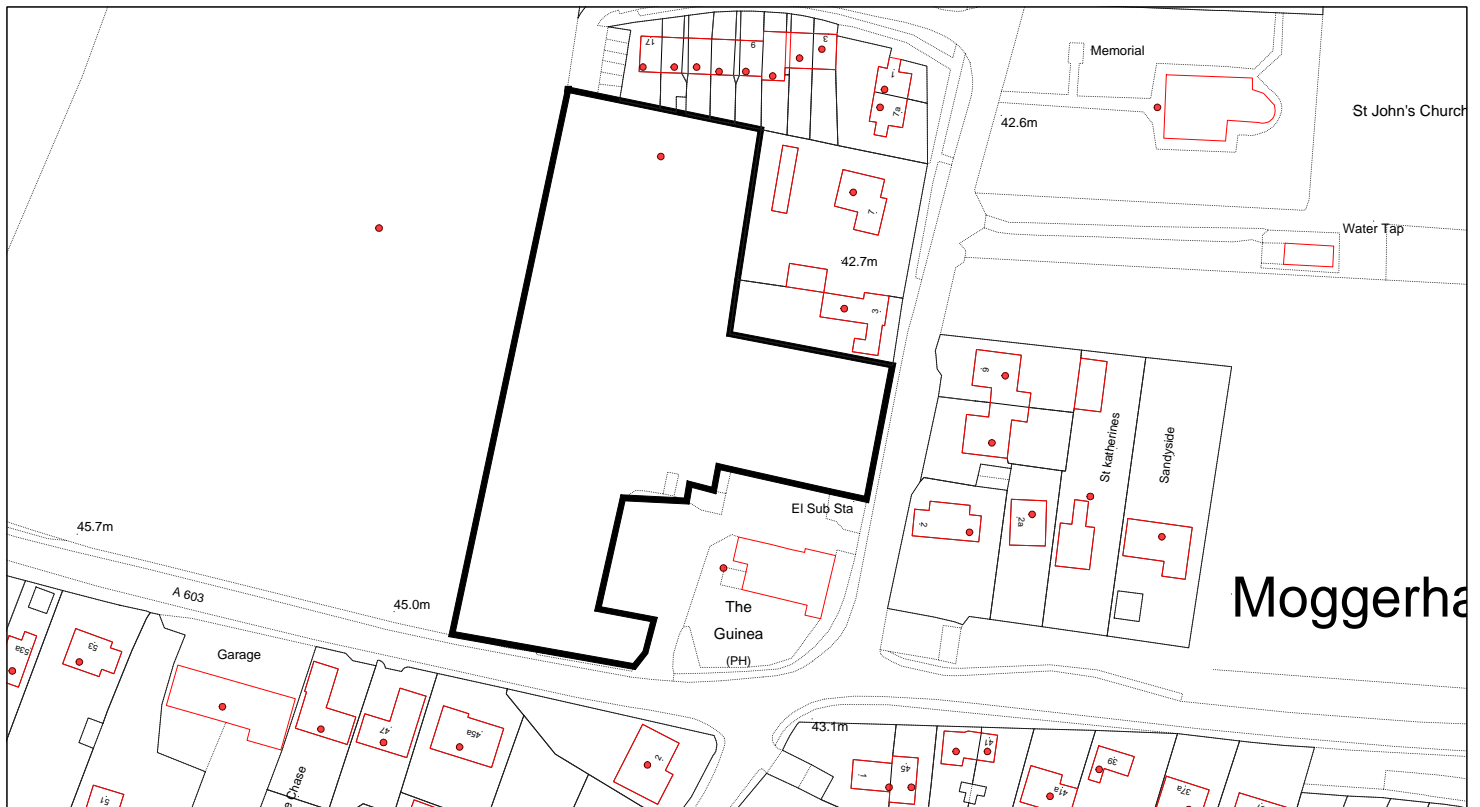 17
9
3
1
7a
Memorial
St John's Church
42.6m
7
Water Tap
42.7m
3
6
St katherines
Sandyside
45.7m
El Sub Sta
2
2a
A 603
45.0m
The
Guinea
(PH)
Moggerha
53a
53
Garage
47
45a
2
43.1m
e Chase
51
1
45
41
41a
39
37a